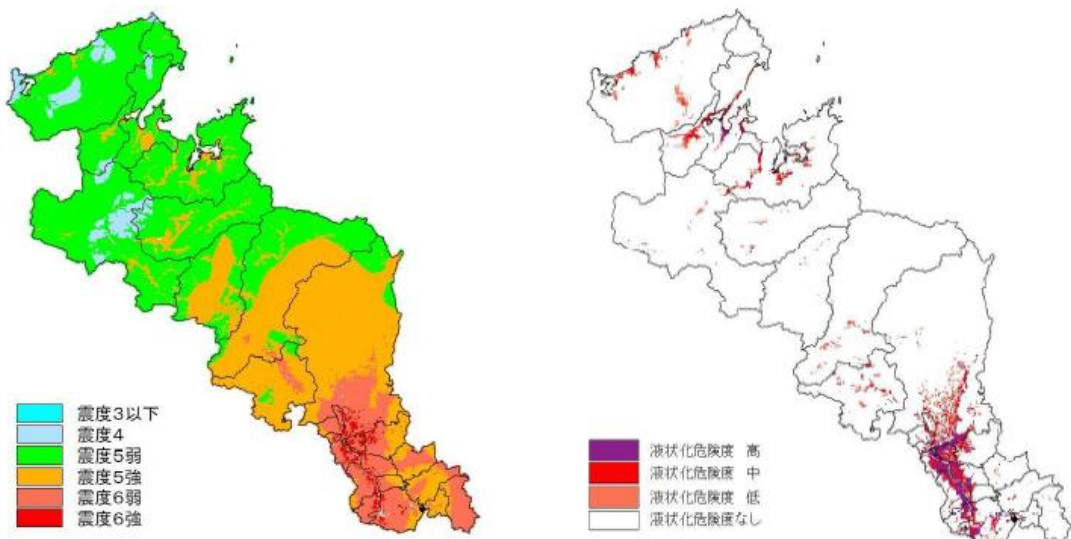 震度3以下
震度4
震度5弱
震度5強
震度6弱
震度6強
液状化危険度 高
液状化危険度 中
液状化危険度 低
液状化危険度なし